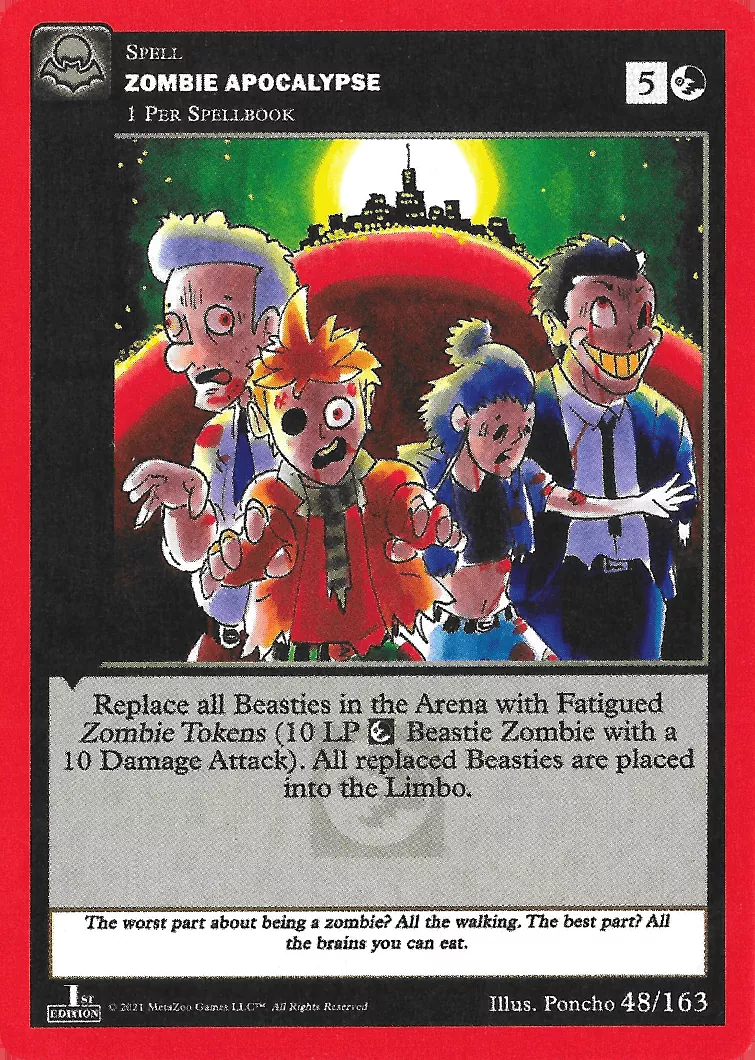 Spell
ZOMBIE APOCALYPSE
5
1 Per Spellbook
Replace all Beasties in the Arena with Fatigued
Zombie Tokens (10 LP Beastie Zombie with a
10 Damage Attack). All replaced Beasties are placed
into the Limbo.
The worst part about being a zombie? All the walking. The best part? All
the brains you can eat.
1st
Edition
© 2021 MetaZoo Games LLC™ All Rights Reserved
Illus. Poncho 48/163